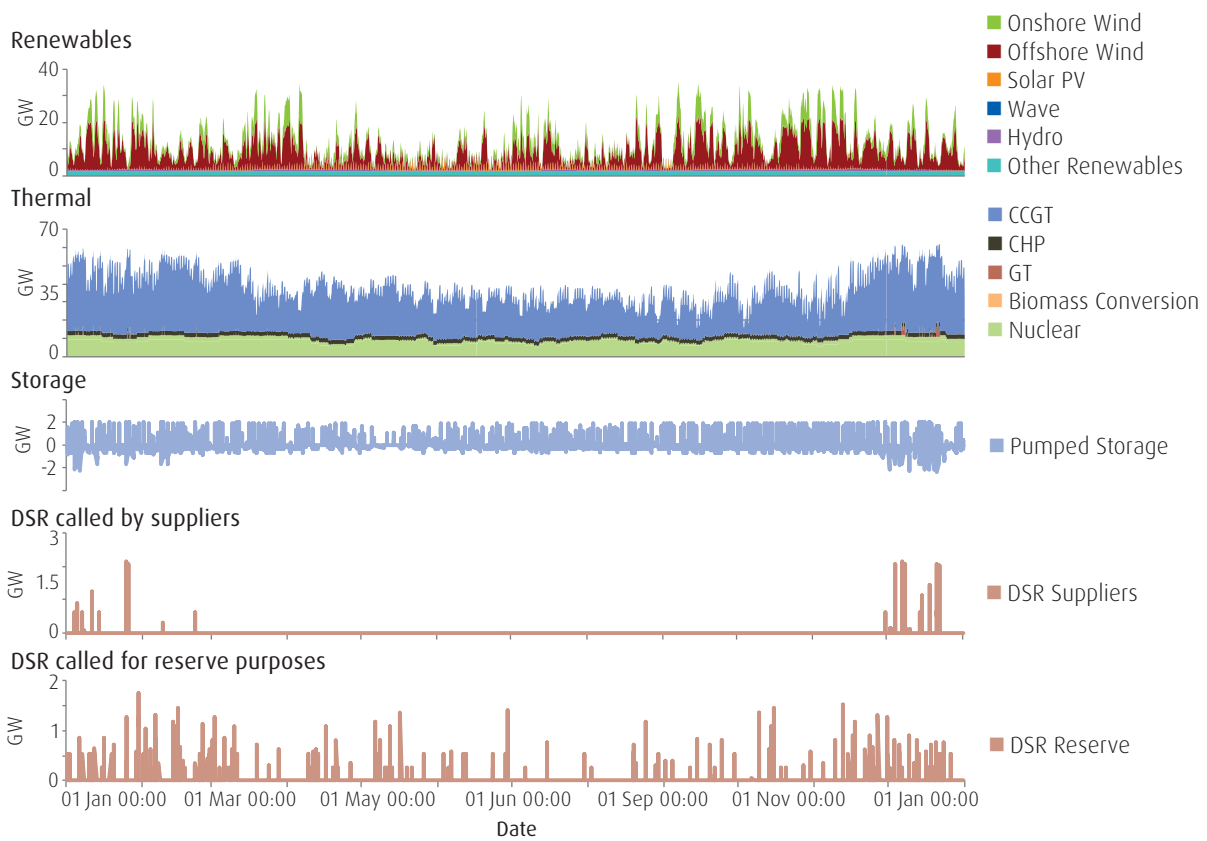 Renewables
40
20
0
GW
Onshore Wind
Offshore Wind
Solar PV
Wave
Hydro
Other Renewables
Thermal
70
35
0
GW
CCGT
CHP
GT
Biomass Conversion
Nuclear
Storage
2
0
-2
GW
Pumped Storage
DSR called by suppliers
3
1.5
0
GW
DSR Suppliers
DSR called for reserve purposes
2
1
0
GW
DSR Reserve
01 Jan 00:00 01 Mar 00:00 01 May 00:00 01 Jun 00:00 01 Sep 00:00 01 Nov 00:00 01 Jan 00:00
Date